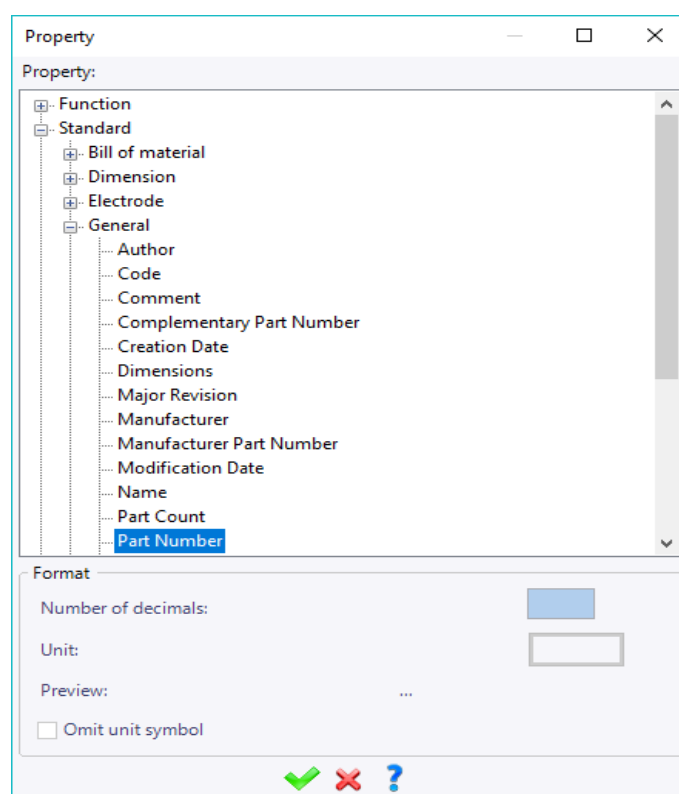 Property
Property:
Function
Standard
Bill of material
Dimension
Electrode
General
Author
Code
Comment
Complementary Part Number
Creation Date
Dimensions
Major Revision
Manufacturer
Manufacturer Part Number
Modification Date
Name
Part Count
Part Number
Format
Number of decimals:
Unit:
Preview: ...
Omit unit symbol
?